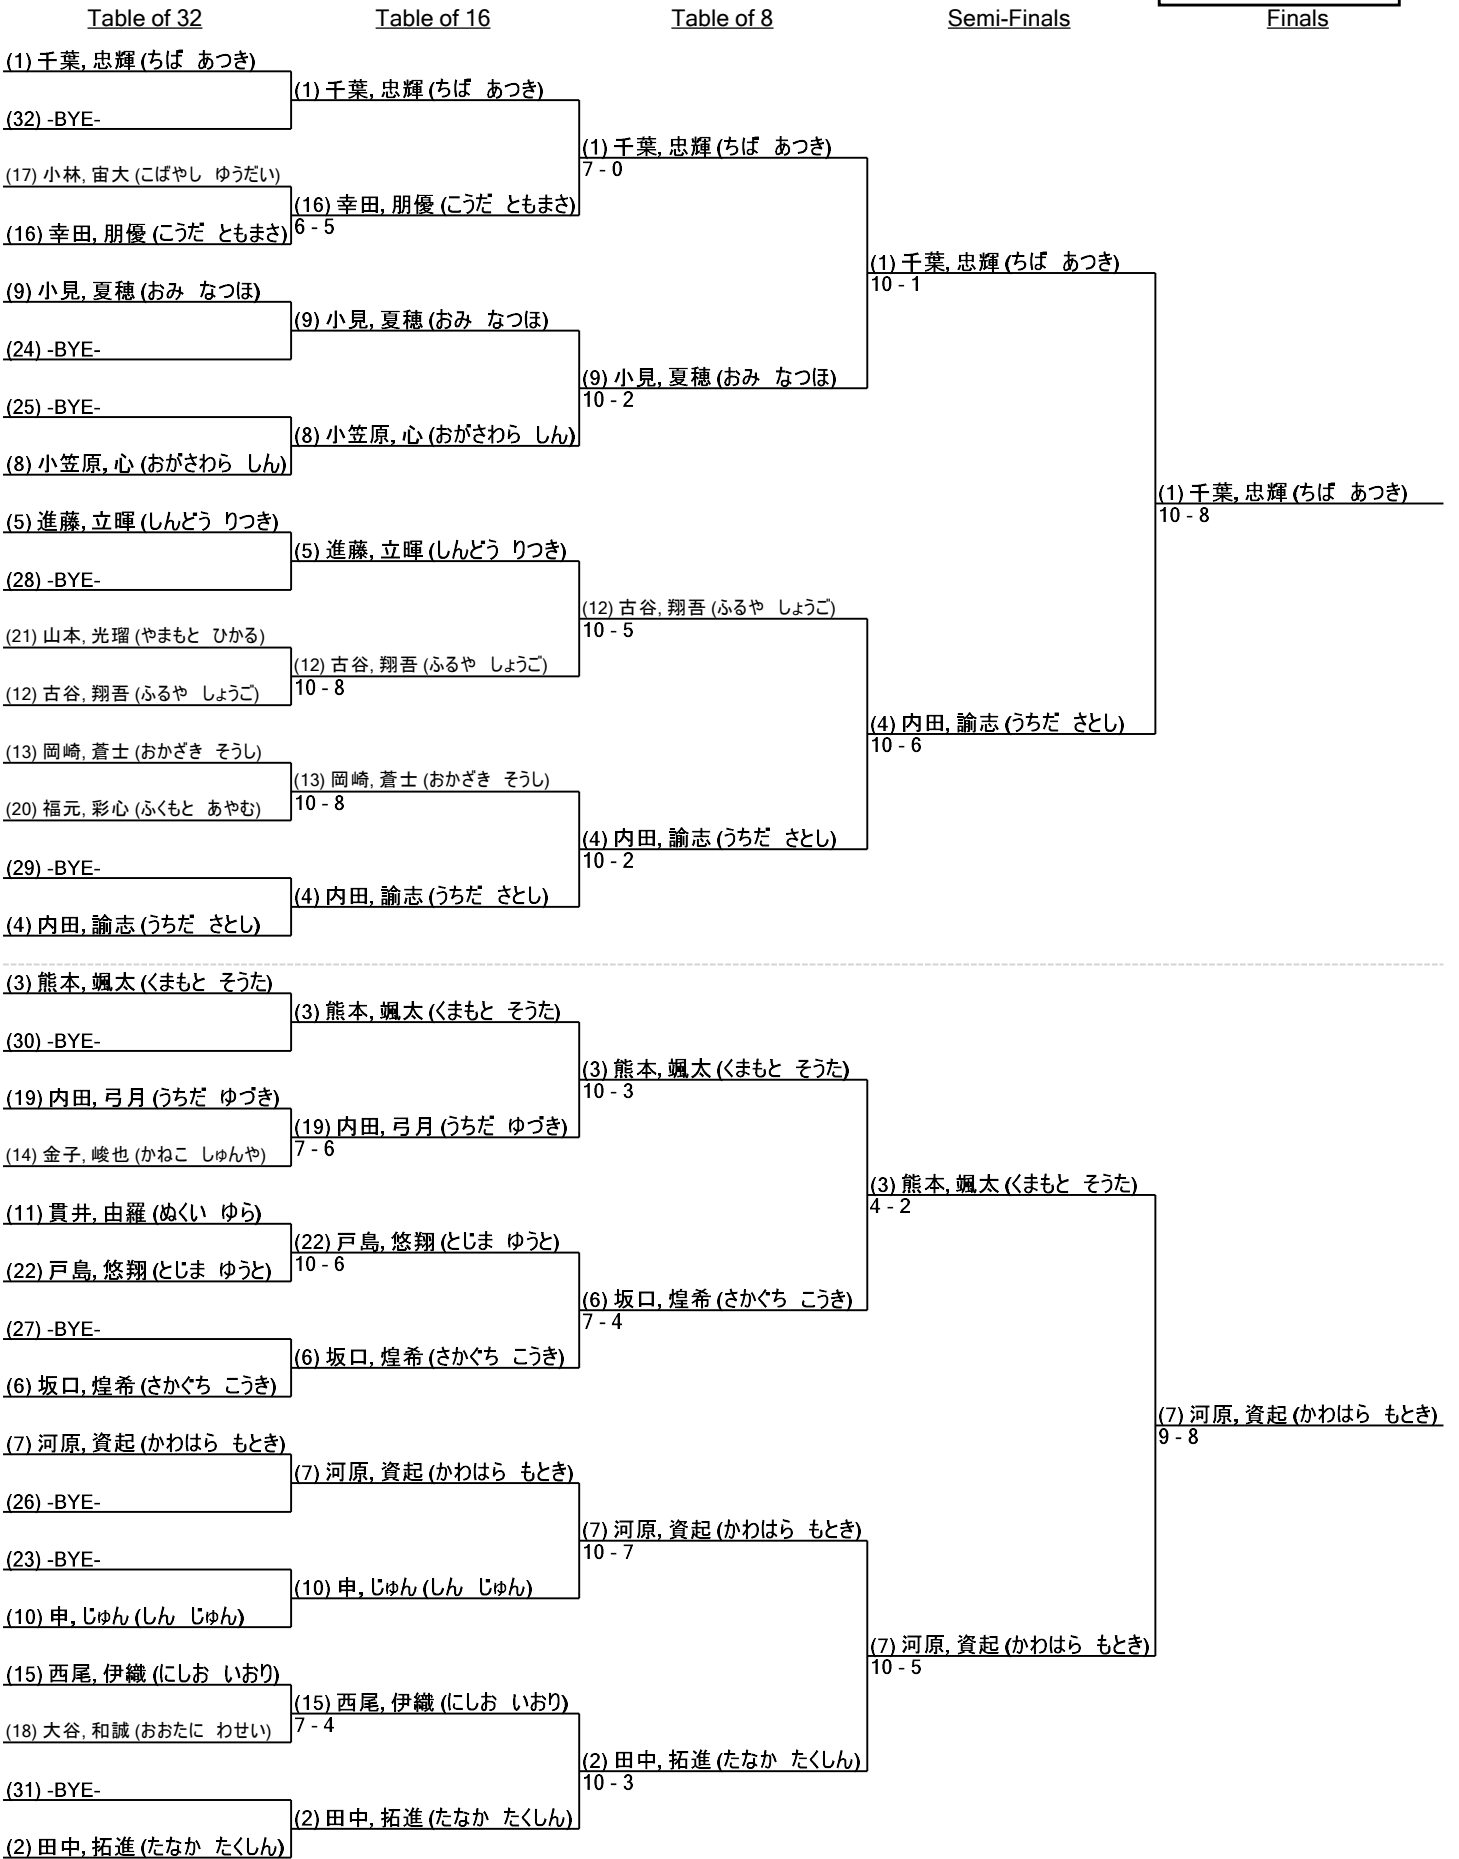 Table of 32
Table of 16
Table of 8
Semi-Finals
Finals
(1) 千葉, 忠輝 (ちば　あつき)
(32) -BYE-
(17) 小林, 宙大 (こばやし　ゆうだい)
(16) 幸田, 朋優 (こうだ　ともまさ)
(9) 小見, 夏穂 (おみ　なつほ)
(24) -BYE-
(25) -BYE-
(8) 小笠原, 心 (おがさわら　しん)
(5) 進藤, 立暉 (しんどう　りつき)
(28) -BYE-
(21) 山本, 光瑠 (やまもと　ひかる)
(12) 古谷, 翔吾 (ふるや　しょうご)
(13) 岡崎, 蒼士 (おかざき　そうし)
(20) 福元, 彩心 (ふくもと　あやむ)
(29) -BYE-
(4) 内田, 諭志 (うちだ　さとし)
(3) 熊本, 颯太 (くまもと　そうた)
(30) -BYE-
(19) 内田, 弓月 (うちだ　ゆづき)
(14) 金子, 峻也 (かねこ　しゅんや)
(11) 貫井, 由羅 (ぬくい　ゆら)
(22) 戸島, 悠翔 (とじま　ゆうと)
(27) -BYE-
(6) 坂口, 煌希 (さかぐち　こうき)
(7) 河原, 資起 (かわはら　もとき)
(26) -BYE-
(23) -BYE-
(10) 申, じゅん (しん　じゅん)
(15) 西尾, 伊織 (にしお　いおり)
(18) 大谷, 和誠 (おおたに　わせい)
(31) -BYE-
(2) 田中, 拓進 (たなか　たくしん)
(1) 千葉, 忠輝 (ちば　あつき)
(16) 幸田, 朋優 (こうだ　ともまさ)
6 - 5
(9) 小見, 夏穂 (おみ　なつほ)
(8) 小笠原, 心 (おがさわら　しん)
(5) 進藤, 立暉 (しんどう　りつき)
(12) 古谷, 翔吾 (ふるや　しょうご)
10 - 8
(13) 岡崎, 蒼士 (おかざき　そうし)
10 - 8
(4) 内田, 諭志 (うちだ　さとし)
(3) 熊本, 颯太 (くまもと　そうた)
(19) 内田, 弓月 (うちだ　ゆづき)
7 - 6
(22) 戸島, 悠翔 (とじま　ゆうと)
10 - 6
(6) 坂口, 煌希 (さかぐち　こうき)
(7) 河原, 資起 (かわはら　もとき)
(10) 申, じゅん (しん　じゅん)
(15) 西尾, 伊織 (にしお　いおり)
7 - 4
(2) 田中, 拓進 (たなか　たくしん)
(1) 千葉, 忠輝 (ちば　あつき)
7 - 0
(9) 小見, 夏穂 (おみ　なつほ)
10 - 2
(12) 古谷, 翔吾 (ふるや　しょうご)
10 - 5
(4) 内田, 諭志 (うちだ　さとし)
10 - 2
(3) 熊本, 颯太 (くまもと　そうた)
10 - 3
(6) 坂口, 煌希 (さかぐち　こうき)
7 - 4
(7) 河原, 資起 (かわはら　もとき)
10 - 7
(2) 田中, 拓進 (たなか　たくしん)
10 - 3
(1) 千葉, 忠輝 (ちば　あつき)
10 - 1
(4) 内田, 諭志 (うちだ　さとし)
10 - 6
(3) 熊本, 颯太 (くまもと　そうた)
4 - 2
(7) 河原, 資起 (かわはら　もとき)
10 - 5
(1) 千葉, 忠輝 (ちば　あつき)
10 - 8
(7) 河原, 資起 (かわはら　もとき)
9 - 8